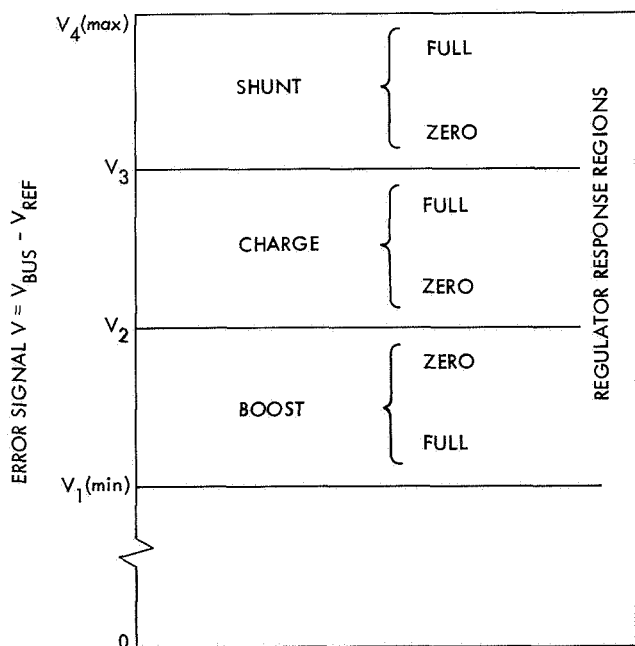 V4(max)
FULL
SHUNT
ZERO
V3
FULL
CHARGE
ZERO
V2
ZERO
BOOST
FULL
V1(min)
0
ERROR SIGNAL V = VBUS - VREF
REGULATOR RESPONSE REGIONS